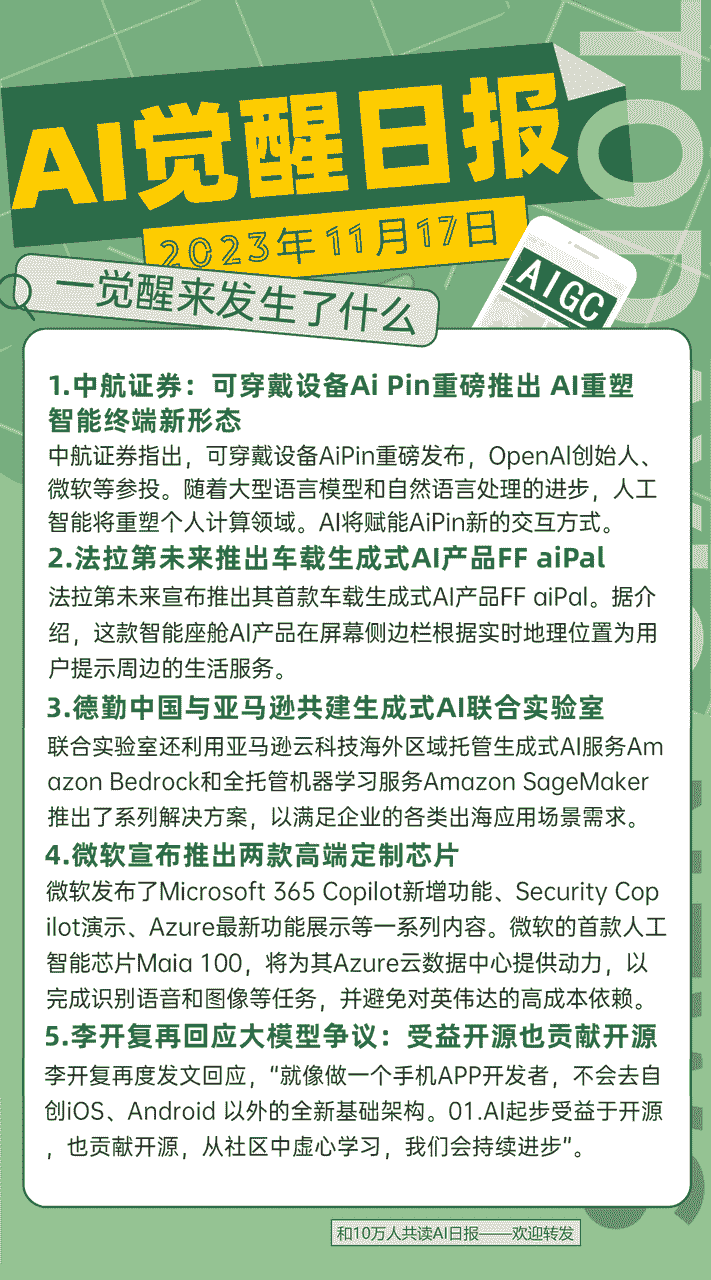 AI觉醒日报
2023年11月17日
一觉醒来发生了什么
AIGC
1.中航证券：可穿戴设备Ai Pin重磅推出 AI重塑
智能终端新形态
中航证券指出，可穿戴设备AiPin重磅发布，OpenAI创始人、
微软等参投。随着大型语言模型和自然语言处理的进步，人工
智能将重塑个人计算领域。AI将赋能AiPin新的交互方式。
2.法拉第未来推出车载生成式AI产品FF aiPal
法拉第未来宣布推出其首款车载生成式AI产品FF aiPal。据介
绍，这款智能座舱AI产品在屏幕侧边栏根据实时地理位置为用
户提示周边的生活服务。
3.德勤中国与亚马逊共建生成式AI联合实验室
联合实验室还利用亚马逊云科技海外区域托管生成式AI服务Am
azon Bedrock和全托管机器学习服务Amazon SageMaker
推出了系列解决方案，以满足企业的各类出海应用场景需求。
4.微软宣布推出两款高端定制芯片
微软发布了Microsoft 365 Copilot新增功能、Security Cop
ilot演示、Azure最新功能展示等一系列内容。微软的首款人工
智能芯片Maia 100，将为其Azure云数据中心提供动力，以
完成识别语音和图像等任务，并避免对英伟达的高成本依赖。
5.李开复再回应大模型争议：受益开源也贡献开源
李开复再度发文回应，“就像做一个手机APP开发者，不会去自
创iOS、Android 以外的全新基础架构。01.AI起步受益于开源
，也贡献开源，从社区中虚心学习，我们会持续进步”。
和10万人共读AI日报——欢迎转发